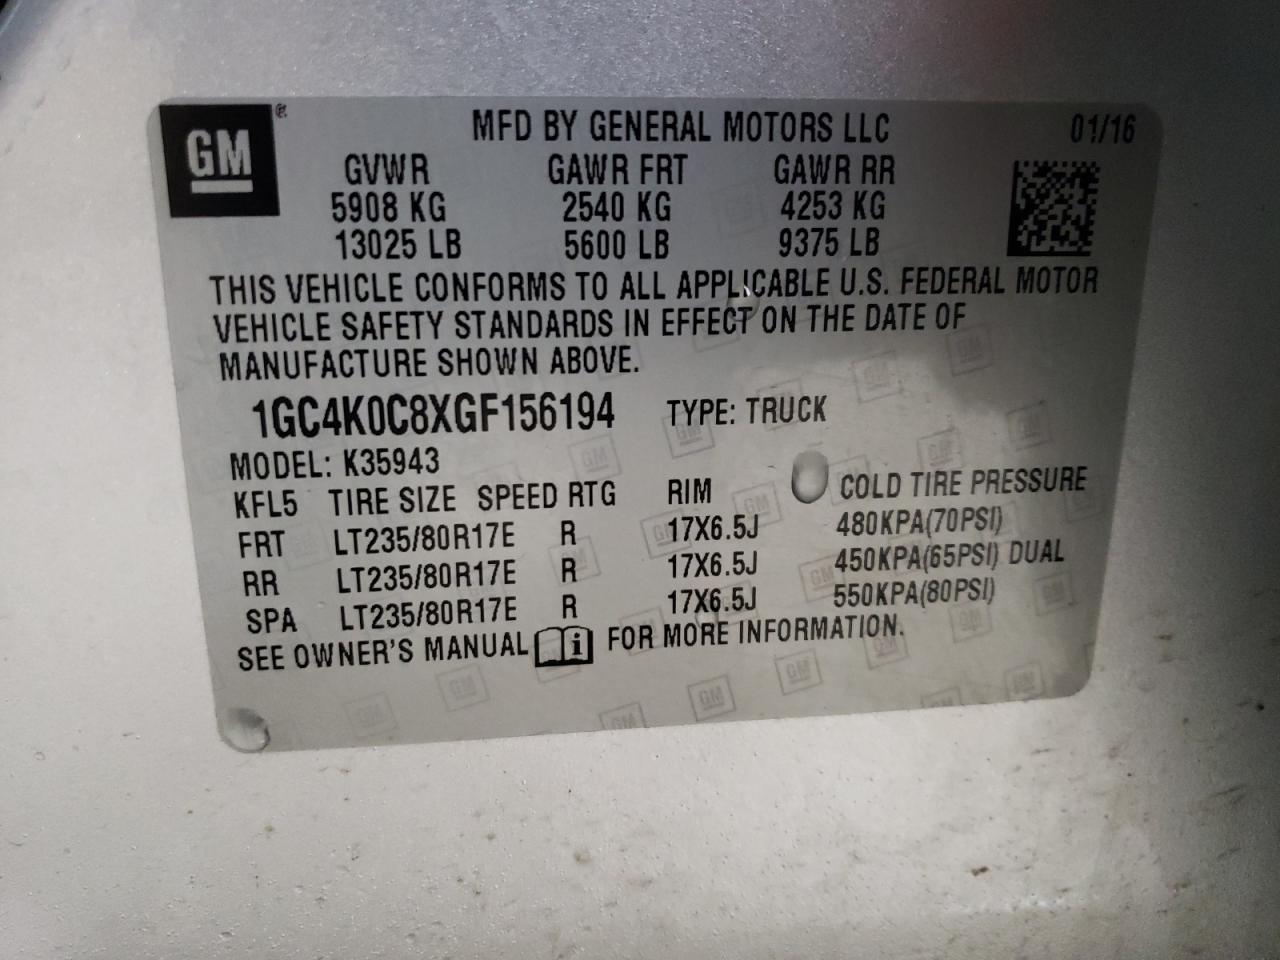 GM ®
MFD BY GENERAL MOTORS LLC 01/16
GVWR GAWR FRT GAWR RR
5908 KG 2540 KG 4253 KG
13025 LB 5600 LB 9375 LB
THIS VEHICLE CONFORMS TO ALL APPLICABLE U.S. FEDERAL MOTOR
VEHICLE SAFETY STANDARDS IN EFFECT ON THE DATE OF
MANUFACTURE SHOWN ABOVE.
1GC4K0C8XGF156194 TYPE: TRUCK
MODEL: K35943
KFL5 TIRE SIZE SPEED RTG RIM COLD TIRE PRESSURE
FRT LT235/80R17E R 17X6.5J 480KPA(70PSI)
RR LT235/80R17E R 17X6.5J 450KPA(65PSI) DUAL
SPA LT235/80R17E R 17X6.5J 550KPA(80PSI)
SEE OWNER'S MANUAL i FOR MORE INFORMATION.